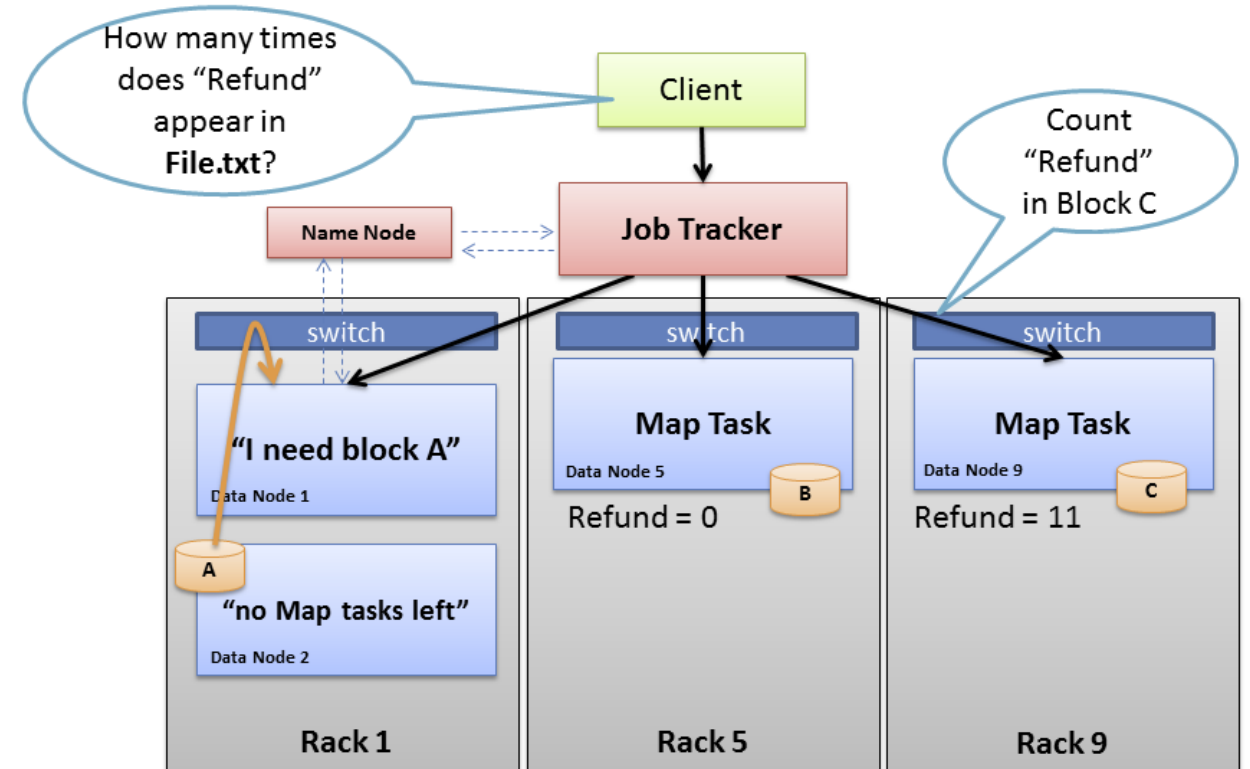 How many times
does “Refund”
appear in
File.txt?
Client
Count
“Refund”
in Block C
Name Node
Job Tracker
switch
switch
switch
“I need block A”
Data Node 1
Map Task
Data Node 5
B
Refund = 0
Map Task
Data Node 9
C
Refund = 11
A
“no Map tasks left”
Data Node 2
Rack 1
Rack 5
Rack 9